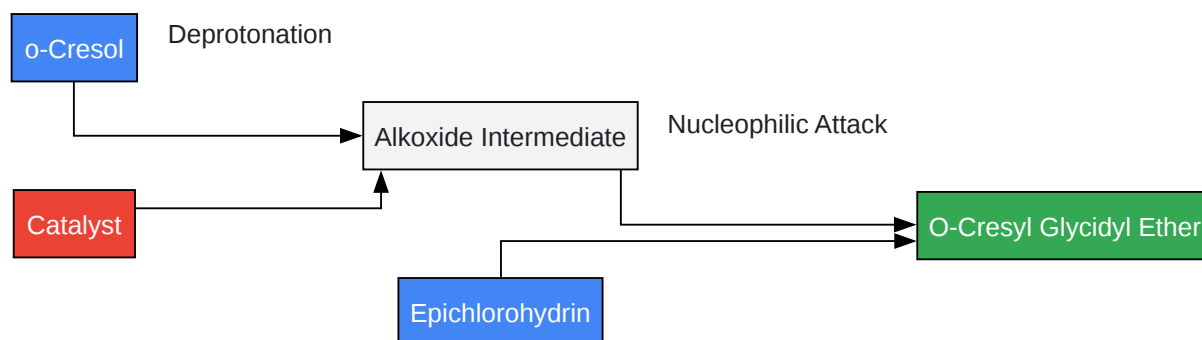 o-Cresol
Deprotonation
Alkoxide Intermediate
Nucleophilic Attack
Catalyst
O-Cresyl Glycidyl Ether
Epichlorohydrin